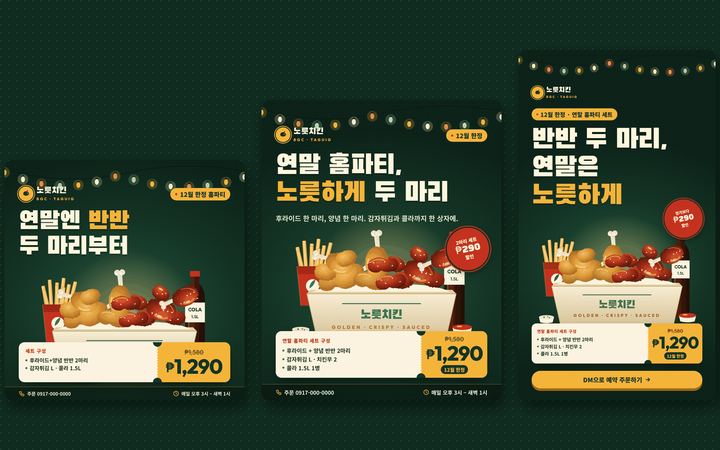 노릇치킨
BGC · TAGUIG
12월 한정 홈파티
연말엔 반반
두 마리부터
COLA
1.5L
세트 구성
• 후라이드+양념 반반 2마리
• 감자튀김 L · 콜라 1.5L
₱1,580
₱1,290
주문 0917-000-0000
매일 오후 3시 – 새벽 1시
노릇치킨
BGC · TAGUIG
12월 한정
연말 홈파티,
노릇하게 두 마리
후라이드 한 마리, 양념 한 마리. 감자튀김과 콜라까지 한 상자에.
2마리 세트
₱290
할인
COLA
1.5L
노릇치킨
GOLDEN · CRISPY · SAUCED
연말 홈파티 세트 구성
• 후라이드 + 양념 반반 2마리
• 감자튀김 L · 치킨무 2
• 콜라 1.5L 1병
₱1,580
₱1,290
12월 한정
주문 0917-000-0000
매일 오후 3시 – 새벽 1시
노릇치킨
BGC · TAGUIG
12월 한정 · 연말 홈파티 세트
반반 두 마리,
연말은
노릇하게
정가보다
₱290
할인
COLA
1.5L
노릇치킨
GOLDEN · CRISPY · SAUCED
세트 구성
• 후라이드 + 양념 반반 2마리
• 감자튀김 L · 치킨무 2
• 콜라 1.5L 1병
₱1,580
₱1,290
12월 한정
DM으로 예약 주문하기 →